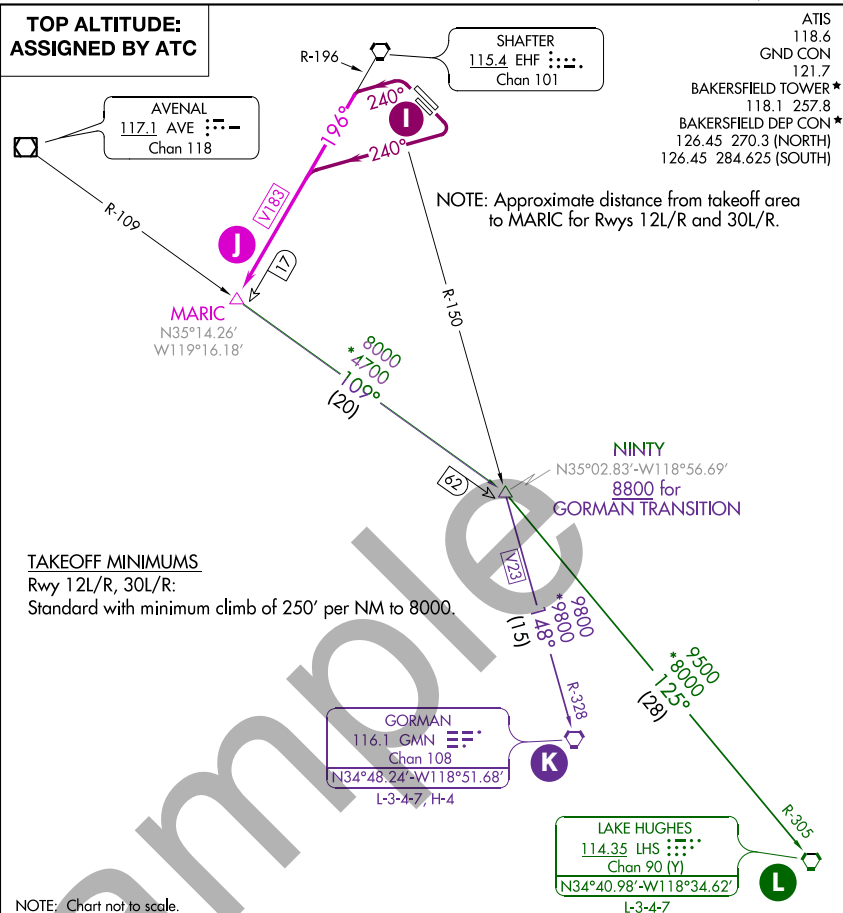 TOP ALTITUDE:
ASSIGNED BY ATC
ATIS
118.6
GND CON
121.7
BAKERSFIELD TOWER★
118.1 257.8
BAKERSFIELD DEP CON★
126.45 270.3 (NORTH)
126.45 284.625 (SOUTH)
SHAFTER
115.4 EHF
Chan 101
R-196
AVENAL
117.1 AVE
Chan 118
240°
I
240°
196°
V183
J
R-109
17
NOTE: Approximate distance from takeoff area
to MARIC for Rwys 12L/R and 30L/R.
MARIC
N35°14.26'
W119°16.18'
R-150
8000
*4700
109°
(20)
NINTY
N35°02.83'-W118°56.69'
8800 for
GORMAN TRANSITION
62
TAKEOFF MINIMUMS
Rwy 12L/R, 30L/R:
Standard with minimum climb of 250' per NM to 8000.
V23
9800
*9800
148°
(15)
R-328
9500
*8000
125°
(28)
R-305
GORMAN
116.1 GMN
Chan 108
N34°48.24'-W118°51.68'
L-3-4-7, H-4
K
LAKE HUGHES
114.35 LHS
Chan 90 (Y)
N34°40.98'-W118°34.62'
L-3-4-7
L
NOTE: Chart not to scale.
Sample